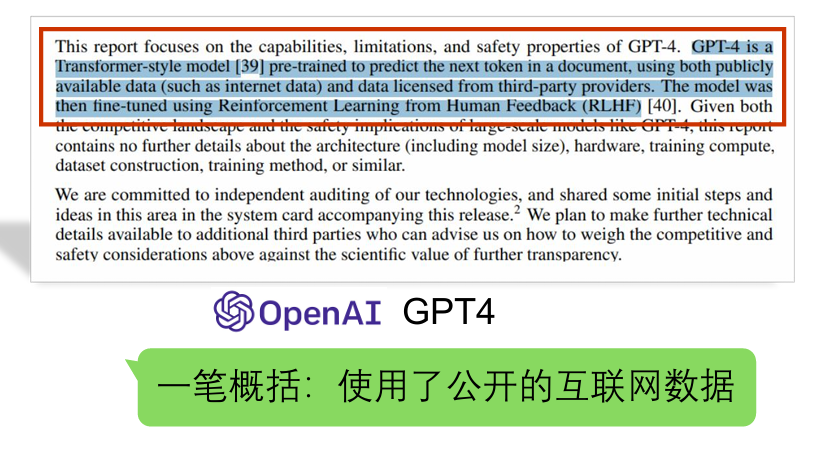 This report focuses on the capabilities, limitations, and safety properties of GPT-4. GPT-4 is a
Transformer-style model [39] pre-trained to predict the next token in a document, using both publicly
available data (such as internet data) and data licensed from third-party providers. The model was
then fine-tuned using Reinforcement Learning from Human Feedback (RLHF) [40]. Given both
the competitive landscape and the safety implications of large-scale models like GPT-4, this report
contains no further details about the architecture (including model size), hardware, training compute,
dataset construction, training method, or similar.
We are committed to independent auditing of our technologies, and shared some initial steps and
ideas in this area in the system card accompanying this release.2 We plan to make further technical
details available to additional third parties who can advise us on how to weigh the competitive and
safety considerations above against the scientific value of further transparency.
OpenAI GPT4
一笔概括：使用了公开的互联网数据